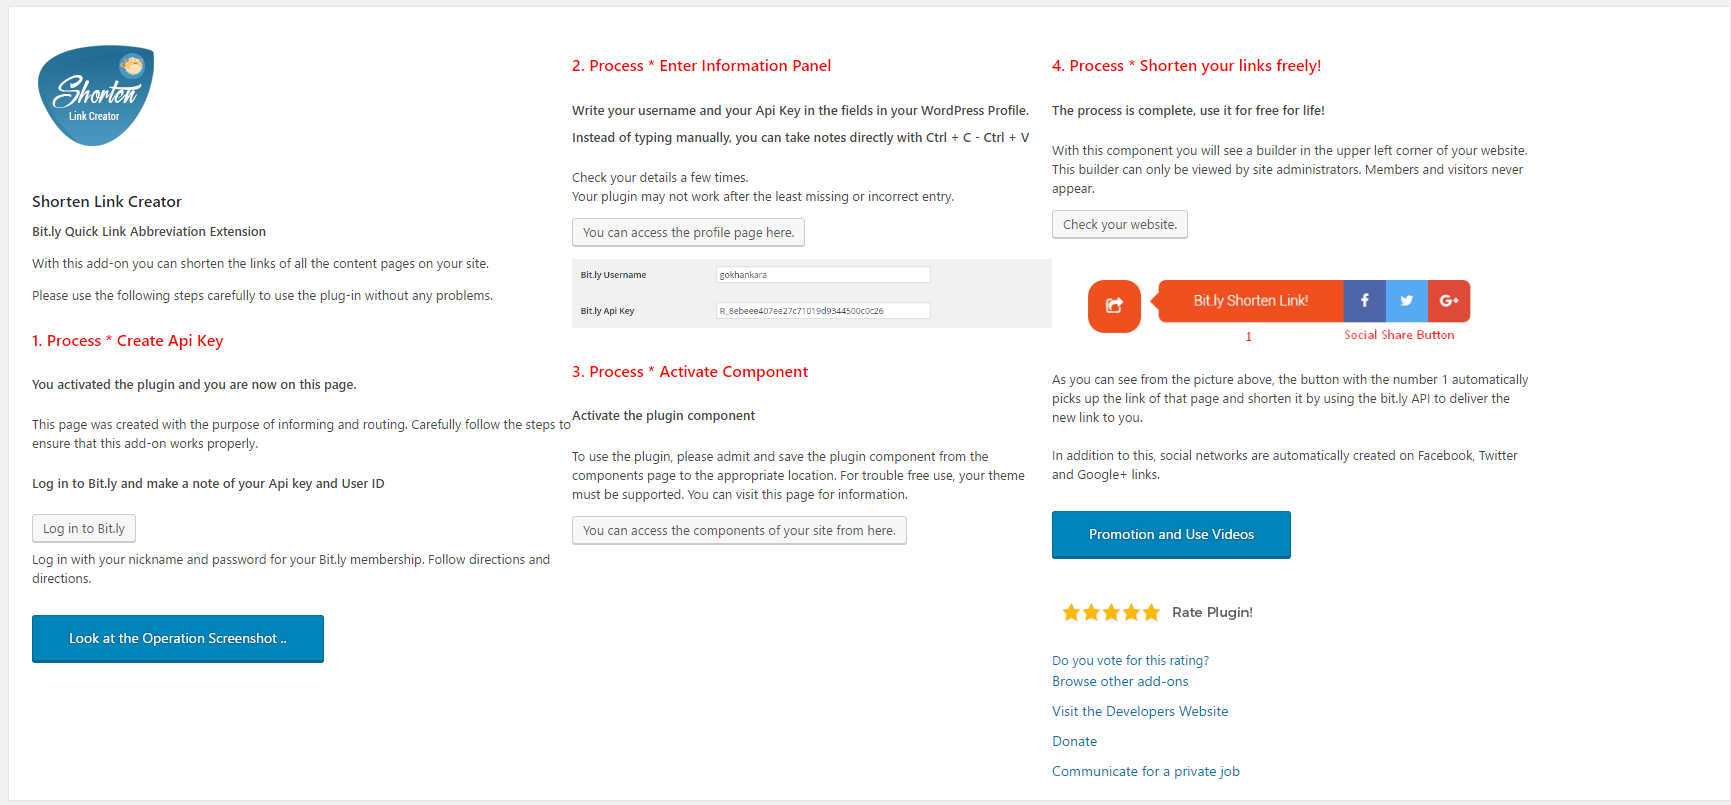 Shorten
Link Creator
Shorten Link Creator
Bit.ly Quick Link Abbreviation Extension
With this add-on you can shorten the links of all the content pages on your site.
Please use the following steps carefully to use the plug-in without any problems.
1. Process * Create Api Key
You activated the plugin and you are now on this page.
This page was created with the purpose of informing and routing. Carefully follow the steps to
ensure that this add-on works properly.
Log in to Bit.ly and make a note of your Api key and User ID
Log in to Bit.ly
Log in with your nickname and password for your Bit.ly membership. Follow directions and
directions.
Look at the Operation Screenshot ..
2. Process * Enter Information Panel
Write your username and your Api Key in the fields in your WordPress Profile.
Instead of typing manually, you can take notes directly with Ctrl + C - Ctrl + V
Check your details a few times.
Your plugin may not work after the least missing or incorrect entry.
You can access the profile page here.
Bit.ly Username gokhankara
Bit.ly Api Key R_8ebeee407ee27c71019d9344500c0c26
3. Process * Activate Component
Activate the plugin component
To use the plugin, please admit and save the plugin component from the
components page to the appropriate location. For trouble free use, your theme
must be supported. You can visit this page for information.
You can access the components of your site from here.
4. Process * Shorten your links freely!
The process is complete, use it for free for life!
With this component you will see a builder in the upper left corner of your website.
This builder can only be viewed by site administrators. Members and visitors never
appear.
Check your website.
Bit.ly Shorten Link! f G+
1 Social Share Button
As you can see from the picture above, the button with the number 1 automatically
picks up the link of that page and shorten it by using the bit.ly API to deliver the
new link to you.
In addition to this, social networks are automatically created on Facebook, Twitter
and Google+ links.
Promotion and Use Videos
Rate Plugin!
Do you vote for this rating?
Browse other add-ons
Visit the Developers Website
Donate
Communicate for a private job